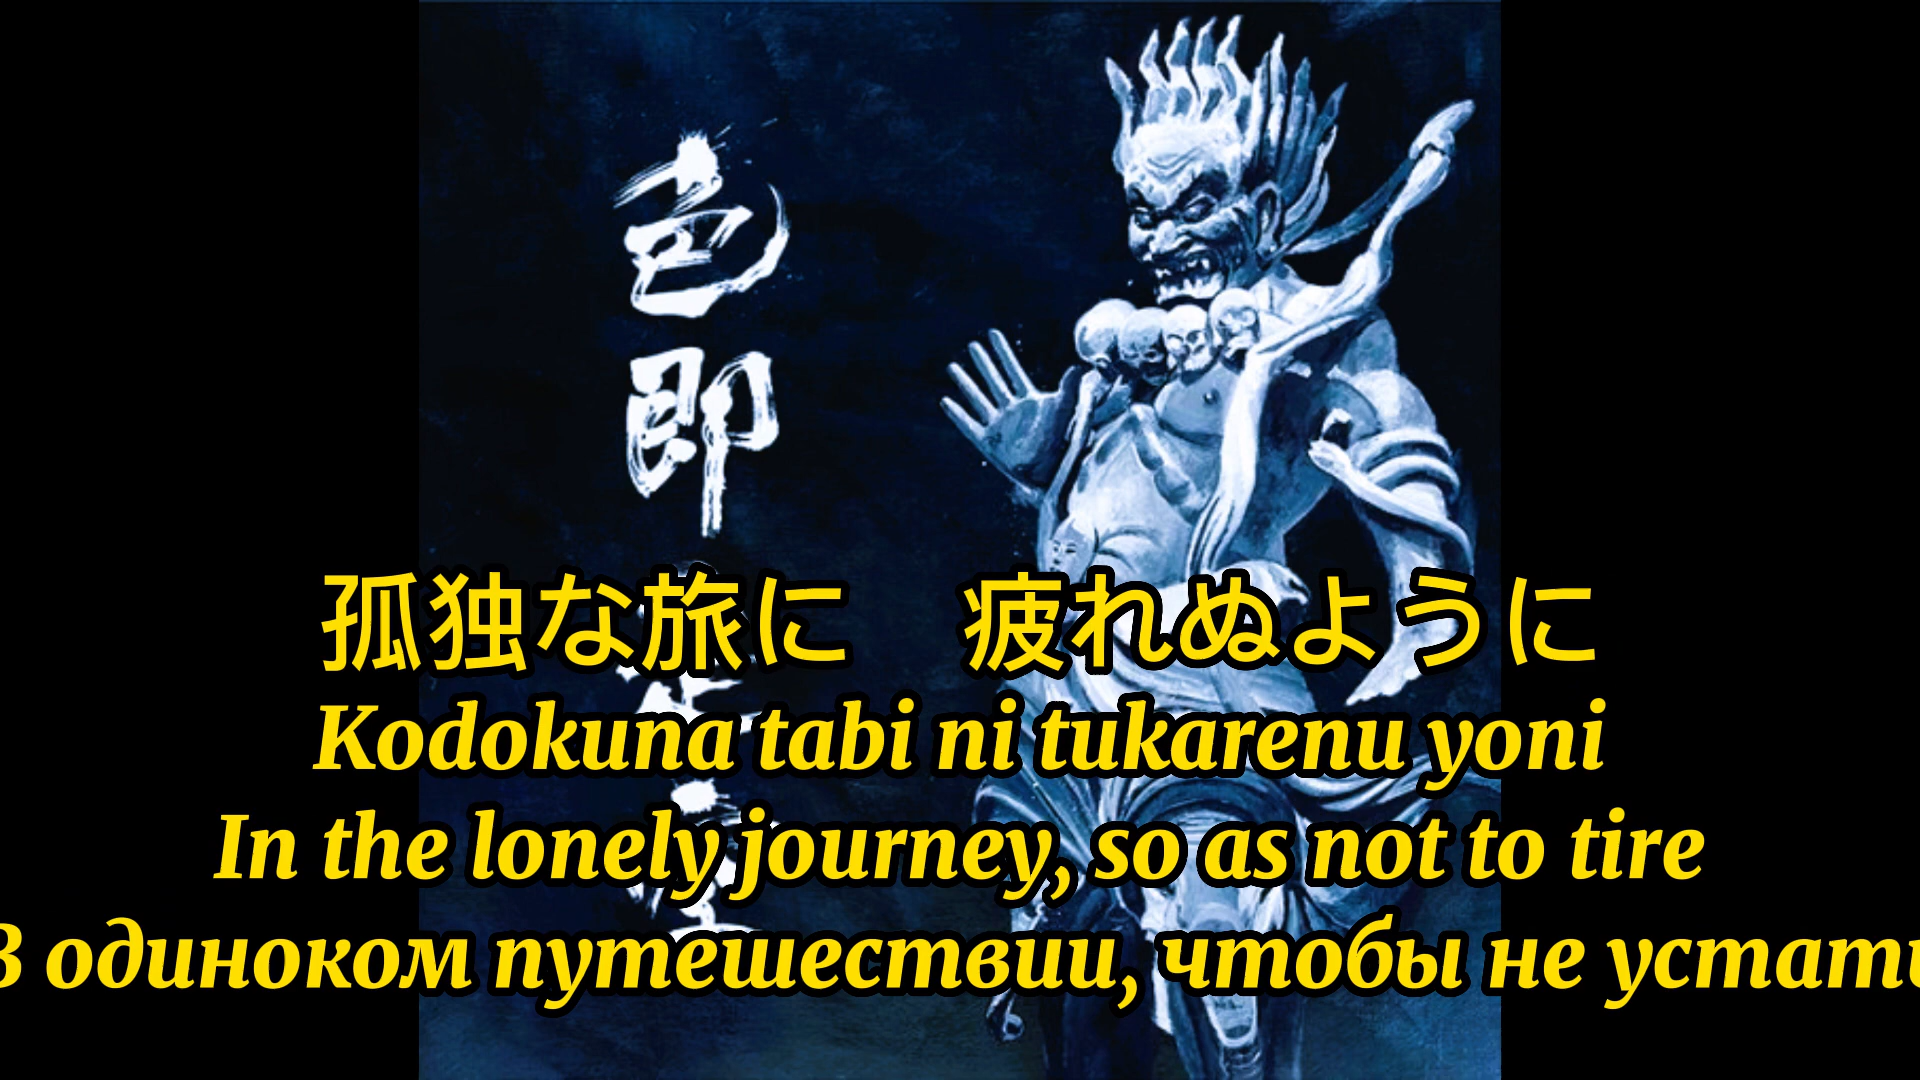 色即
孤独な旅に　疲れぬように
Kodokuna tabi ni tukarenu yoni
In the lonely journey, so as not to tire
В одиноком путешествии, чтобы не устать